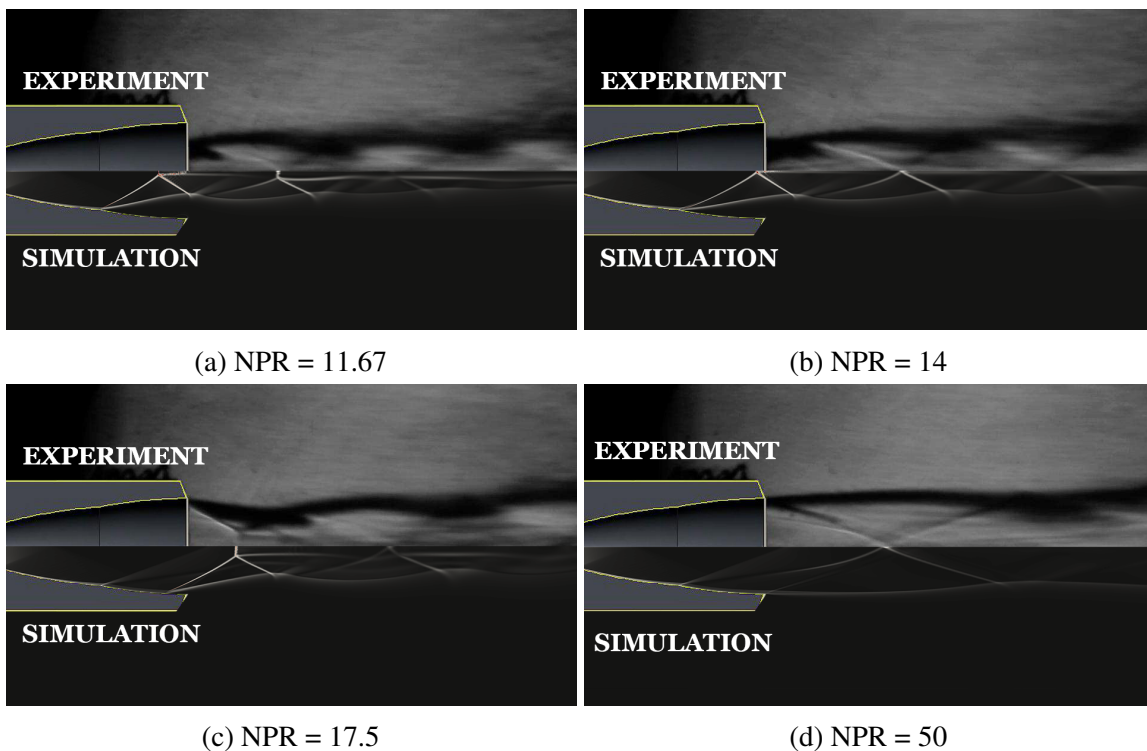 EXPERIMENT
EXPERIMENT
SIMULATION
SIMULATION
(a) NPR = 11.67
(b) NPR = 14
EXPERIMENT
EXPERIMENT
SIMULATION
SIMULATION
(c) NPR = 17.5
(d) NPR = 50